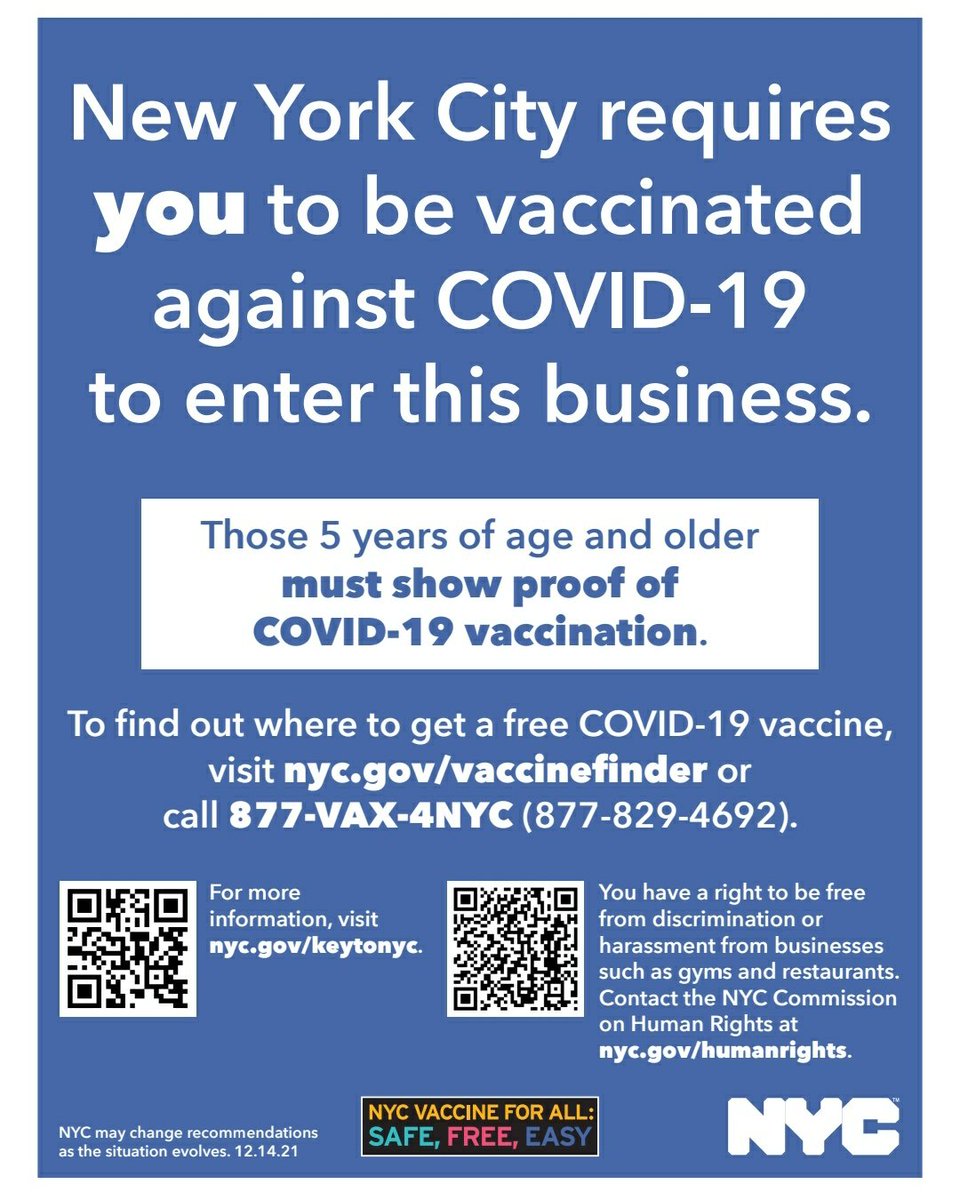 New York City requires
you to be vaccinated
against COVID-19
to enter this business.
Those 5 years of age and older
must show proof of
COVID-19 vaccination.
To find out where to get a free COVID-19 vaccine,
visit nyc.gov/vaccinefinder or
call 877-VAX-4NYC (877-829-4692).
For more
information, visit
nyc.gov/keytonyc.
You have a right to be free
from discrimination or
harassment from businesses
such as gyms and restaurants.
Contact the NYC Commission
on Human Rights at
nyc.gov/humanrights.
NYC may change recommendations
as the situation evolves. 12.14.21
NYC VACCINE FOR ALL:
SAFE, FREE, EASY
NYC™